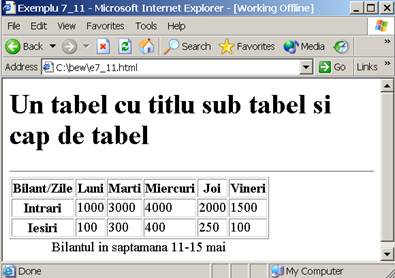 Exemplu 7_11 - Microsoft Internet Explorer - [Working Offline]
File Edit View Favorites Tools Help
Back Search Favorites Media
Address C:\bew\e7_11.html Go Links »
Un tabel cu titlu sub tabel si
cap de tabel
Bilant/Zile Luni Marti Miercuri Joi Vineri
Intrari 1000 3000 4000 2000 1500
Iesiri 100 300 400 250 100
Bilantul in saptamana 11-15 mai
Done My Computer